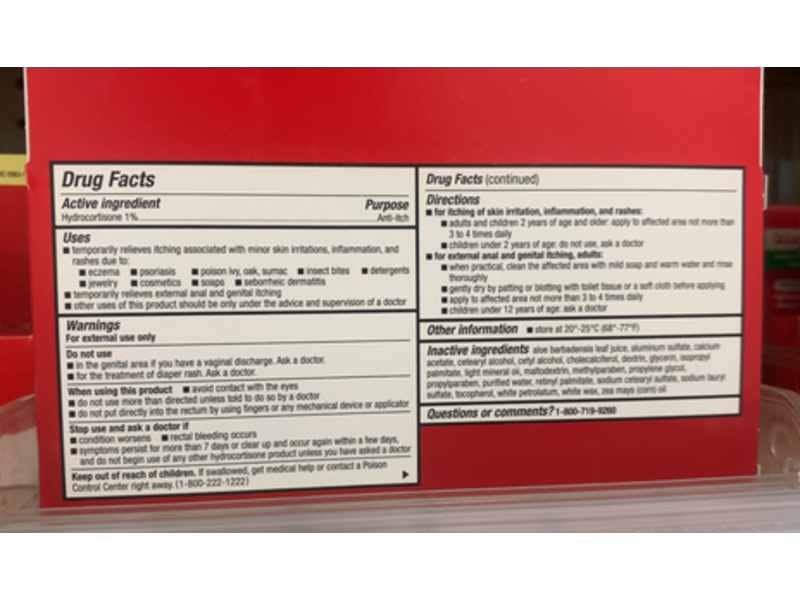 Drug Facts
Active ingredient Purpose
Hydrocortisone 1% Anti-itch
Uses
■ temporarily relieves itching associated with minor skin irritations, inflammation, and
rashes due to:
■ eczema ■ psoriasis ■ poison ivy, oak, sumac ■ insect bites ■ detergents
■ jewelry ■ cosmetics ■ soaps ■ seborrheic dermatitis
■ temporarily relieves external anal and genital itching
■ other uses of this product should be only under the advice and supervision of a doctor
Warnings
For external use only
Do not use
■ in the genital area if you have a vaginal discharge. Ask a doctor.
■ for the treatment of diaper rash. Ask a doctor.
When using this product ■ avoid contact with the eyes
■ do not use more than directed unless told to do so by a doctor
■ do not put directly into the rectum by using fingers or any mechanical device or applicator
Stop use and ask a doctor if
■ condition worsens ■ rectal bleeding occurs
■ symptoms persist for more than 7 days or clear up and occur again within a few days,
and do not begin use of any other hydrocortisone product unless you have asked a doctor
Keep out of reach of children. If swallowed, get medical help or contact a Poison
Control Center right away. (1-800-222-1222)
Drug Facts (continued)
Directions
■ for itching of skin irritation, inflammation, and rashes:
■ adults and children 2 years of age and older: apply to affected area not more than
3 to 4 times daily
■ children under 2 years of age: do not use, ask a doctor
■ for external anal and genital itching, adults:
■ when practical, clean the affected area with mild soap and warm water and rinse
thoroughly
■ gently dry by patting or blotting with toilet tissue or a soft cloth before applying
■ apply to affected area not more than 3 to 4 times daily
■ children under 12 years of age: ask a doctor
Other information ■ store at 20°-25°C (68°-77°F)
Inactive ingredients aloe barbadensis leaf juice, aluminum sulfate, calcium
acetate, cetearyl alcohol, cetyl alcohol, cholecalciferol, dextrin, glycerin, isopropyl
palmitate, light mineral oil, maltodextrin, methylparaben, propylene glycol,
propylparaben, purified water, retinyl palmitate, sodium cetearyl sulfate, sodium lauryl
sulfate, tocopherol, white petrolatum, white wax, zea mays (corn) oil
Questions or comments? 1-800-719-9260